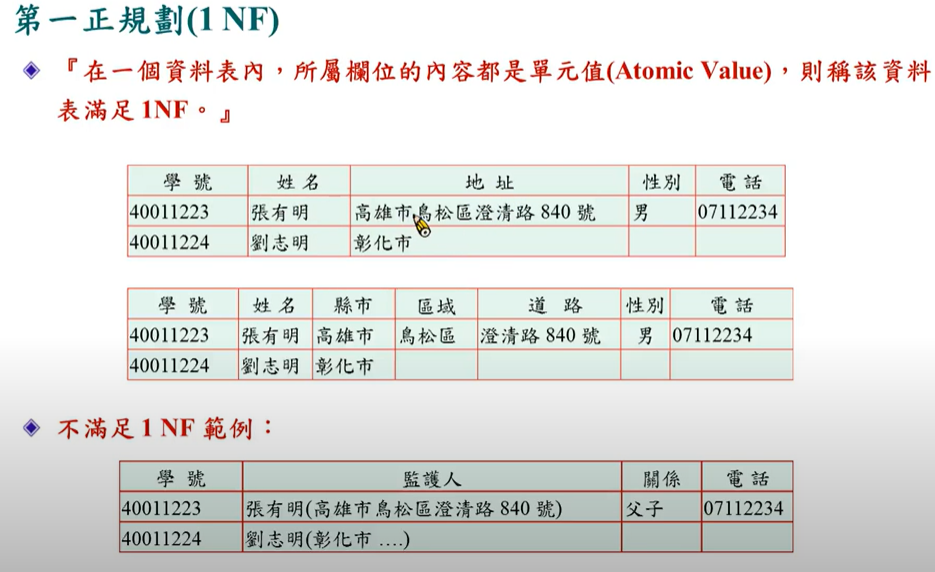 第一正規劃(1 NF)
『在一個資料表內，所屬欄位的內容都是單元值(Atomic Value)，則稱該資料
表滿足 1NF。』
學 號 姓 名 地 址 性別 電 話
40011223 張有明 高雄市鳥松區澄清路 840 號 男 07112234
40011224 劉志明 彰化市
學 號 姓 名 縣市 區域 道 路 性別 電 話
40011223 張有明 高雄市 鳥松區 澄清路 840 號 男 07112234
40011224 劉志明 彰化市
不滿足 1 NF 範例：
學 號 監護人 關係 電 話
40011223 張有明(高雄市鳥松區澄清路 840 號) 父子 07112234
40011224 劉志明(彰化市 ….)